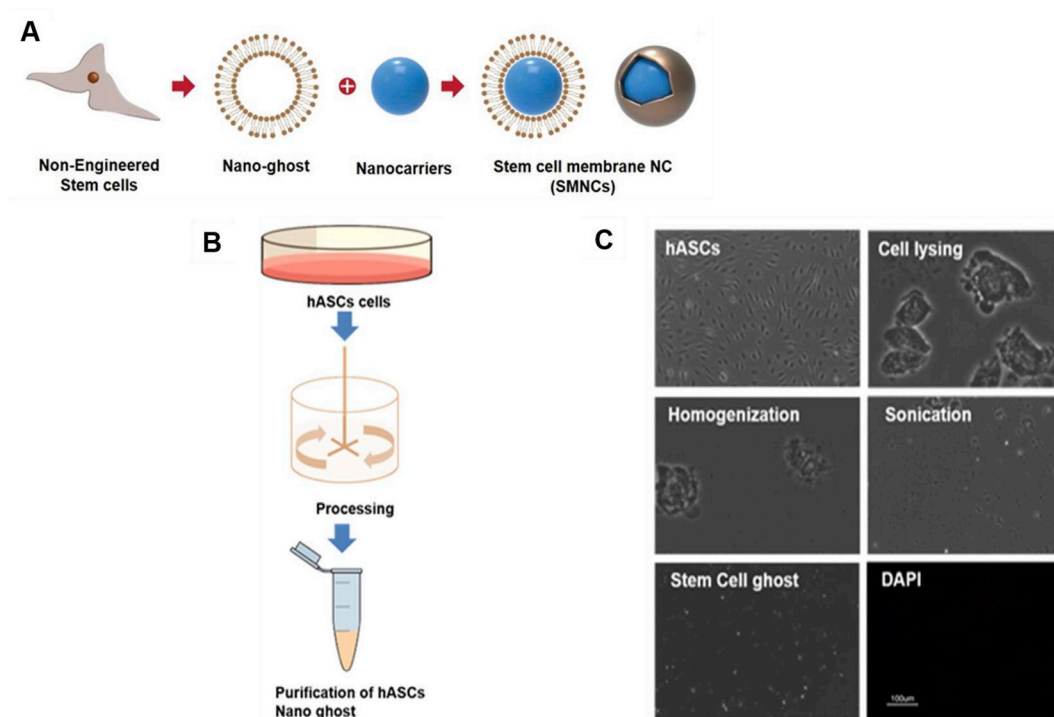 A
Non-Engineered
Stem cells
Nano-ghost
Nanocarriers
Stem cell membrane NC
(SMNCs)
B
hASCs cells
Processing
Purification of hASCs
Nano ghost
C
hASCs
Cell lysing
Homogenization
Sonication
Stem Cell ghost
DAPI
100um